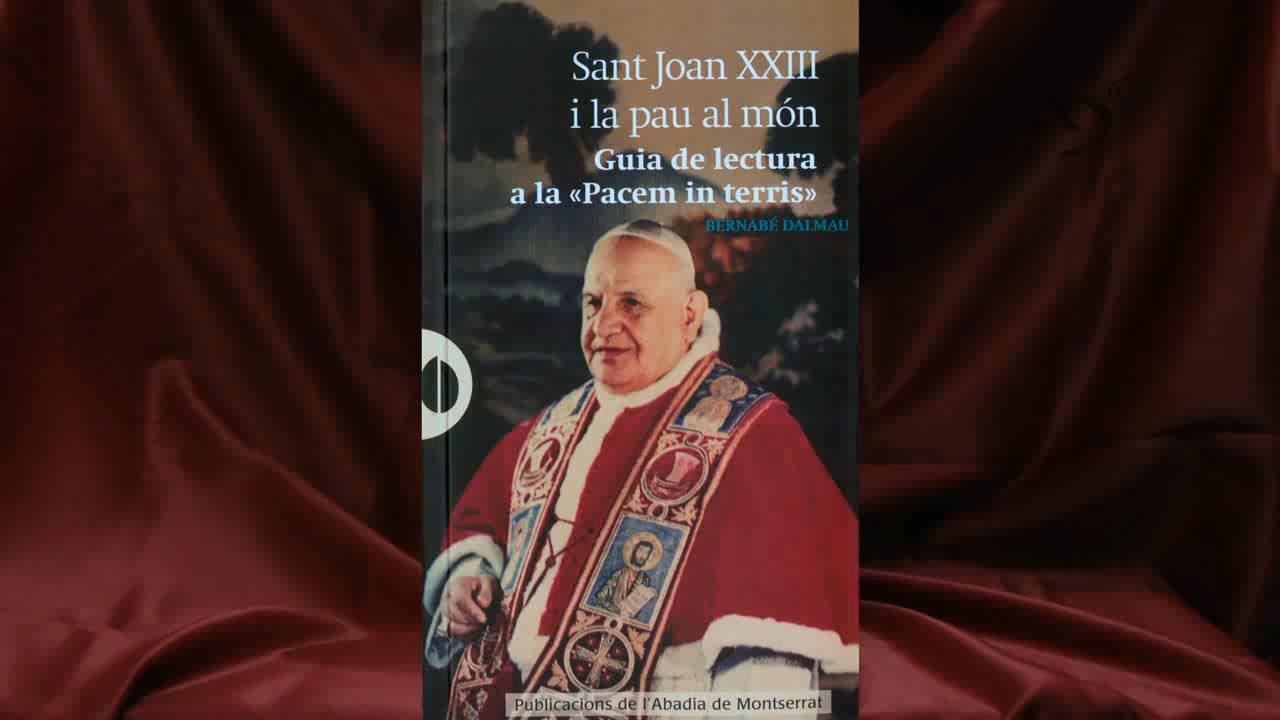 Sant Joan XXIII
i la pau al món
Guia de lectura
a la «Pacem in terris»
BERNABÉ DALMAU
Publicacions de l'Abadia de Montserrat